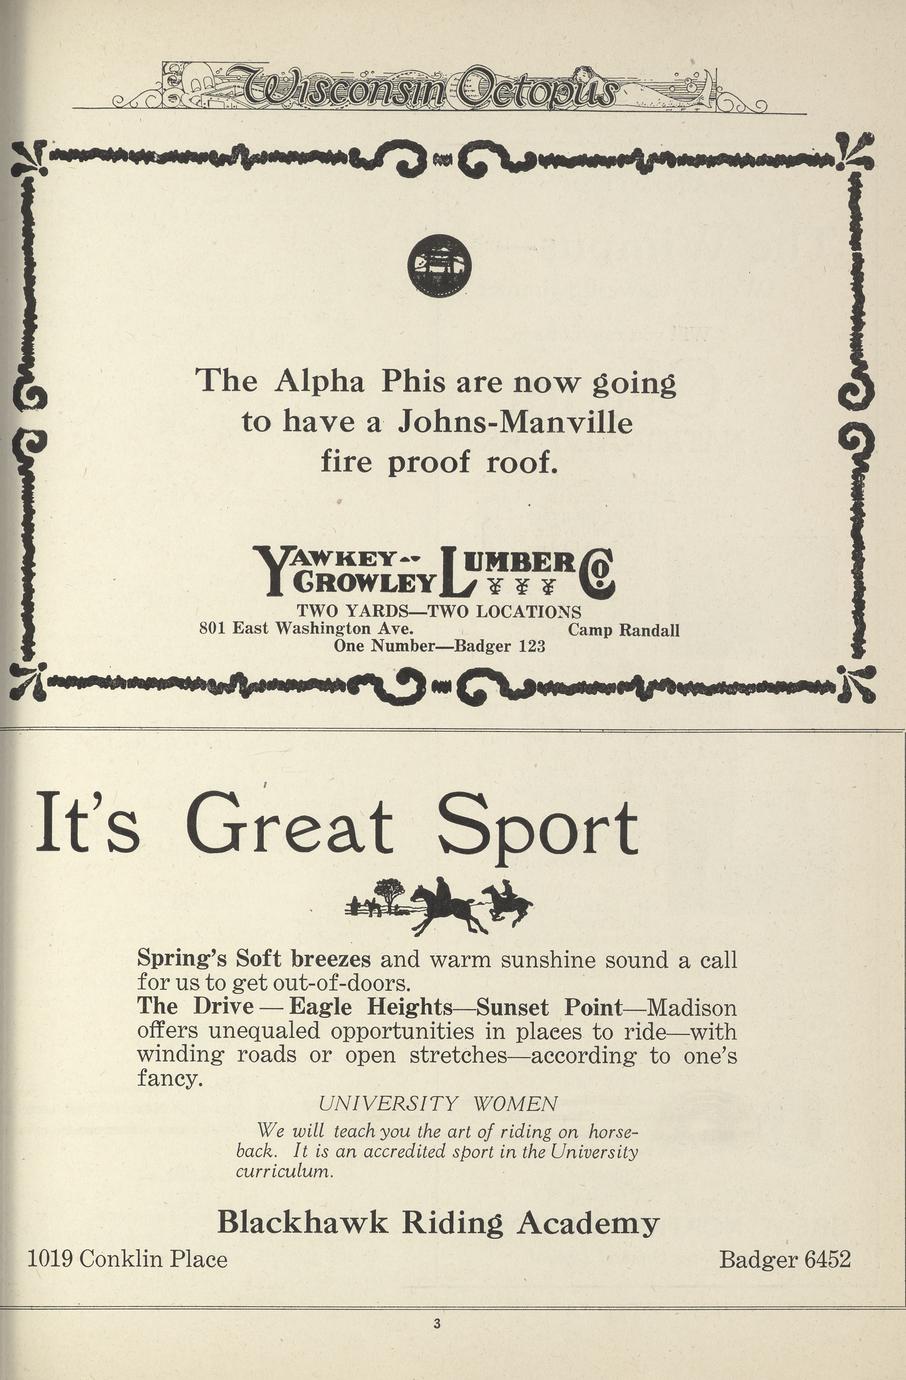 Wisconsin Octopus
The Alpha Phis are now going
to have a Johns-Manville
fire proof roof.
YAWKEY--
CROWLEY LUMBER CO
TWO YARDS—TWO LOCATIONS
801 East Washington Ave. Camp Randall
One Number—Badger 123
It's Great Sport
Spring's Soft breezes and warm sunshine sound a call
for us to get out-of-doors.
The Drive — Eagle Heights—Sunset Point—Madison
offers unequaled opportunities in places to ride—with
winding roads or open stretches—according to one's
fancy.
UNIVERSITY WOMEN
We will teach you the art of riding on horse-
back. It is an accredited sport in the University
curriculum.
Blackhawk Riding Academy
1019 Conklin Place Badger 6452
3